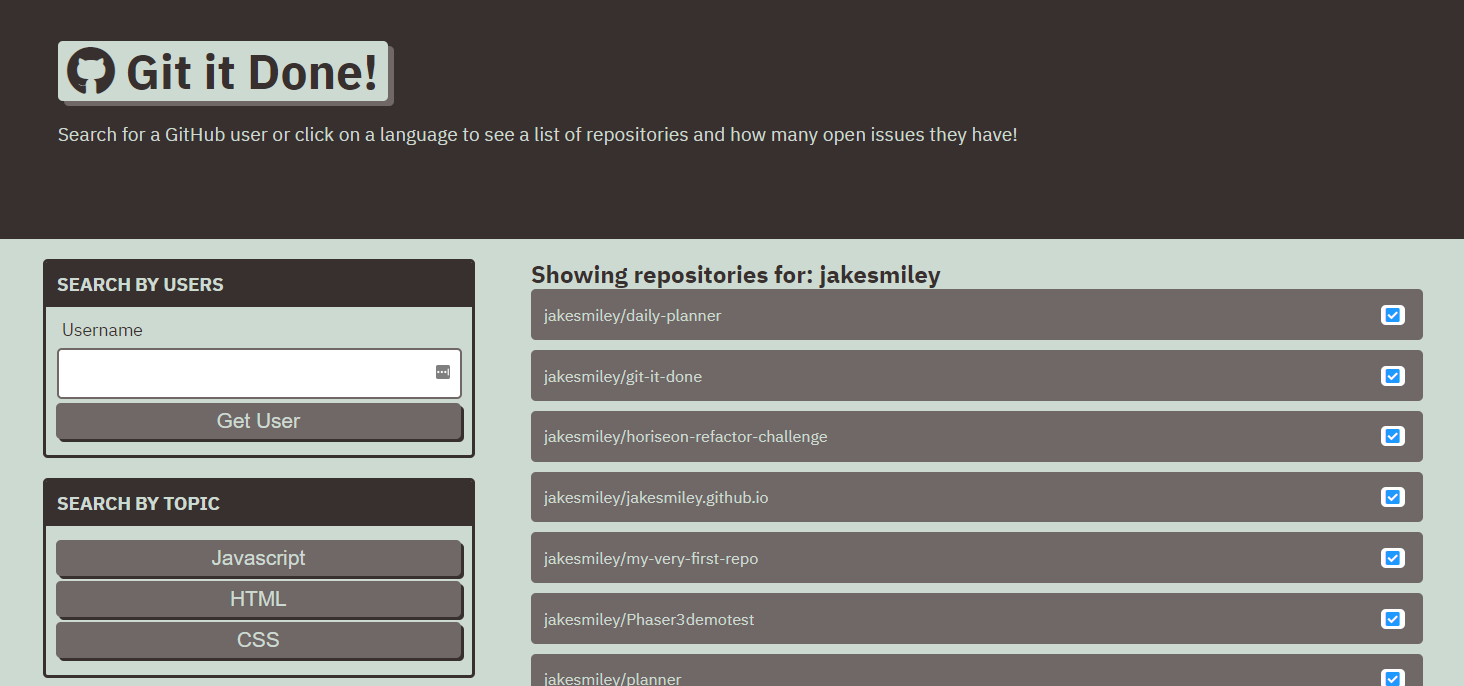 Git it Done!
Search for a GitHub user or click on a language to see a list of repositories and how many open issues they have!
SEARCH BY USERS
Username
Get User
SEARCH BY TOPIC
Javascript
HTML
CSS
Showing repositories for: jakesmiley
jakesmiley/daily-planner
jakesmiley/git-it-done
jakesmiley/horiseon-refactor-challenge
jakesmiley/jakesmiley.github.io
jakesmiley/my-very-first-repo
jakesmiley/Phaser3demotest
jakesmiley/planner